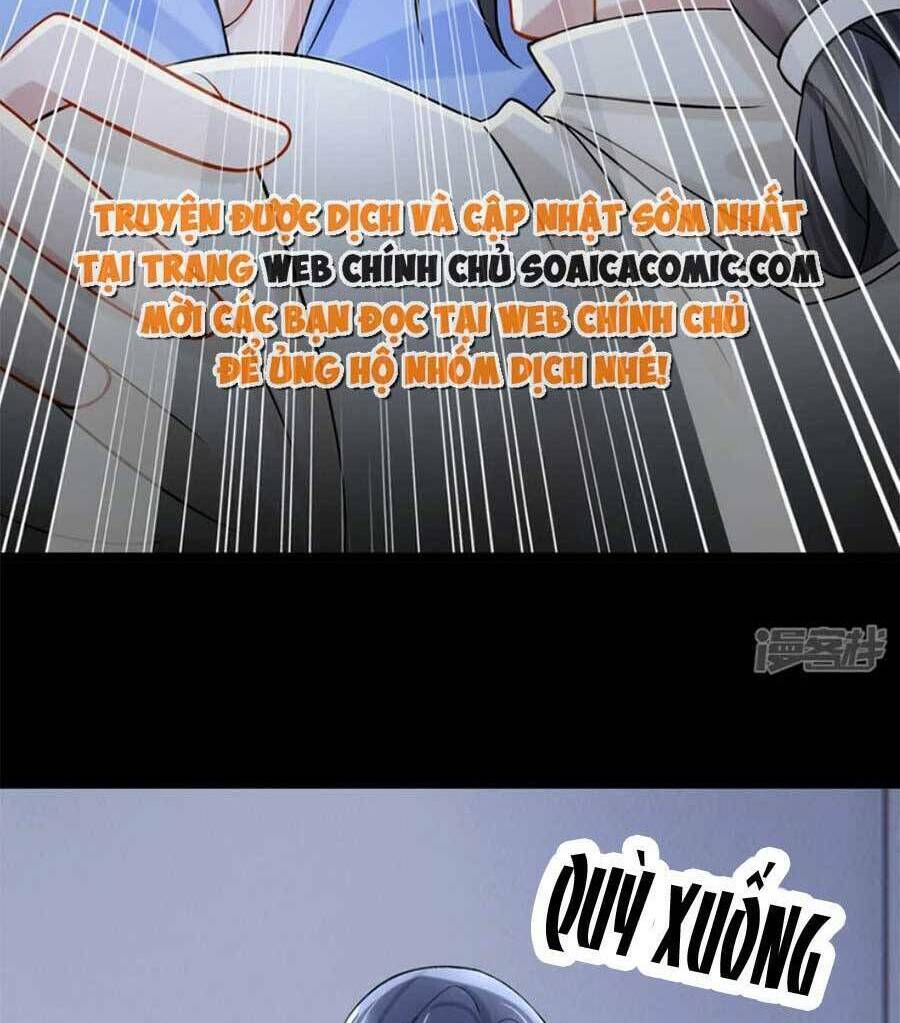 TRUYỆN ĐƯỢC DỊCH VÀ CẬP NHẬT SỚM NHẤT
TẠI TRANG WEB CHÍNH CHỦ SOAICACOMIC.COM
MỜI CÁC BẠN ĐỌC TẠI WEB CHÍNH CHỦ
ĐỂ ỦNG HỘ NHÓM DỊCH NHÉ!
漫客栈
QUỲ XUỐNG